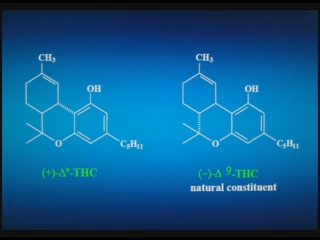 CH₃
CH₃
OH
OH
O
C₅H₁₁
O
C₅H₁₁
(+)-Δ⁹-THC
(−)-Δ ⁹-THC
natural constituent